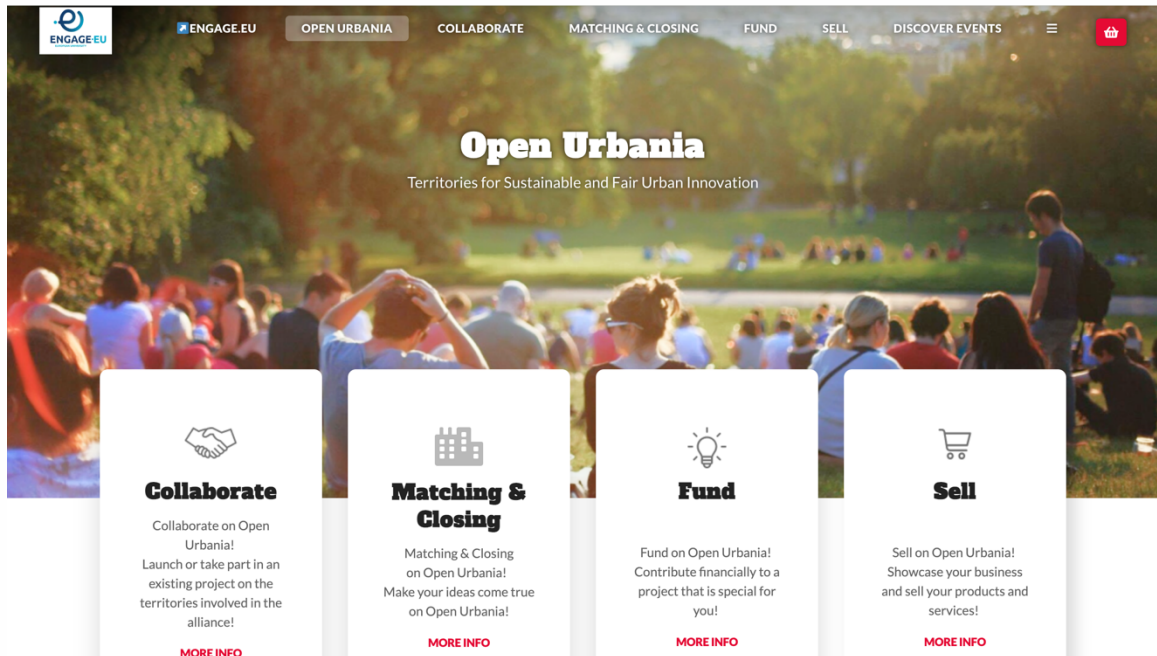 ENGAGE·EU
ENGAGE.EU
OPEN URBANIA
COLLABORATE
MATCHING & CLOSING
FUND
SELL
DISCOVER EVENTS
Open Urbania
Territories for Sustainable and Fair Urban Innovation
Collaborate
Collaborate on Open
Urbania!
Launch or take part in an
existing project on the
territories involved in the
alliance!
MORE INFO
Matching &
Closing
Matching & Closing
on Open Urbania!
Make your ideas come true
on Open Urbania!
MORE INFO
Fund
Fund on Open Urbania!
Contribute financially to a
project that is special for
you!
MORE INFO
Sell
Sell on Open Urbania!
Showcase your business
and sell your products and
services!
MORE INFO